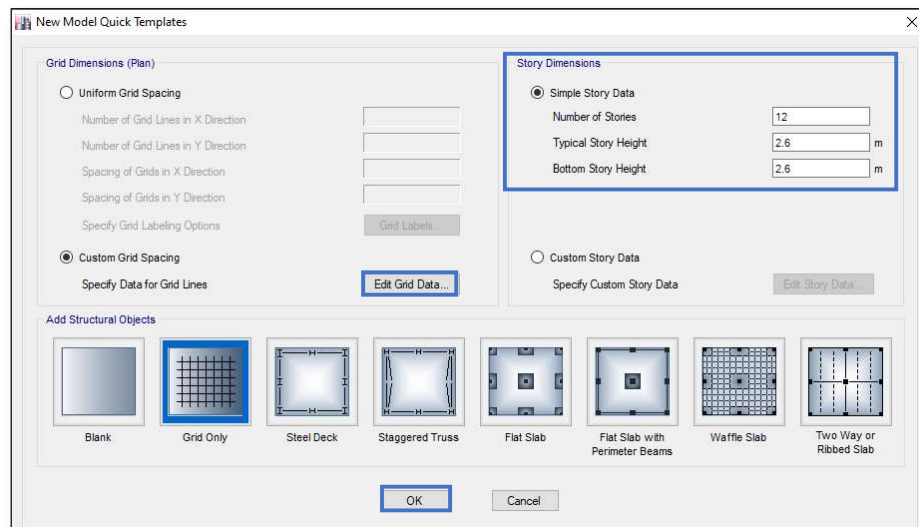 New Model Quick Templates
Grid Dimensions (Plan)
Uniform Grid Spacing
Number of Grid Lines in X Direction
Number of Grid Lines in Y Direction
Spacing of Grids in X Direction
Spacing of Grids in Y Direction
Specify Grid Labeling Options
Grid Labels...
Custom Grid Spacing
Specify Data for Grid Lines
Edit Grid Data...
Story Dimensions
Simple Story Data
Number of Stories 12
Typical Story Height 2.6 m
Bottom Story Height 2.6 m
Custom Story Data
Specify Custom Story Data
Edit Story Data...
Add Structural Objects
Blank
Grid Only
Steel Deck
Staggered Truss
Flat Slab
Flat Slab with
Perimeter Beams
Waffle Slab
Two Way or
Ribbed Slab
OK
Cancel